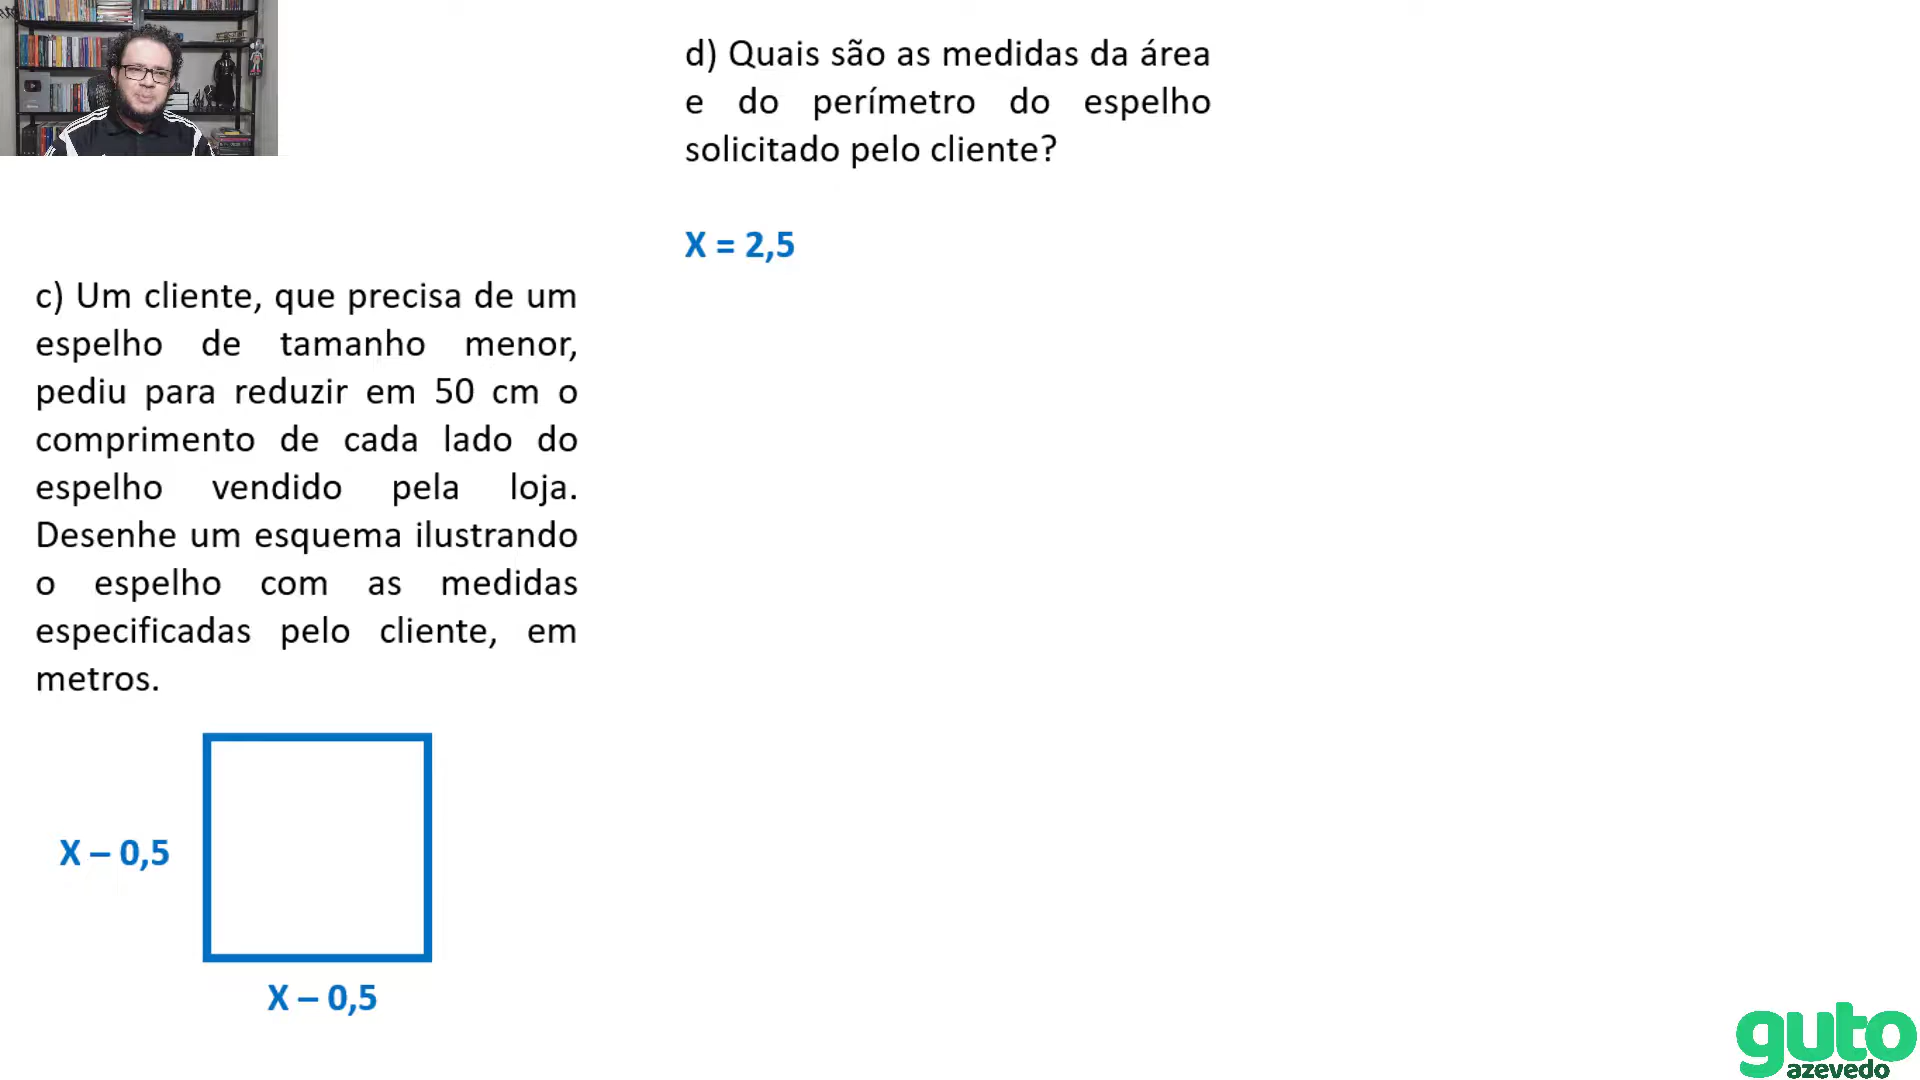 c) Um cliente, que precisa de um
espelho de tamanho menor,
pediu para reduzir em 50 cm o
comprimento de cada lado do
espelho vendido pela loja.
Desenhe um esquema ilustrando
o espelho com as medidas
especificadas pelo cliente, em
metros.
X – 0,5
X – 0,5
d) Quais são as medidas da área
e do perímetro do espelho
solicitado pelo cliente?
X = 2,5
guto
azevedo